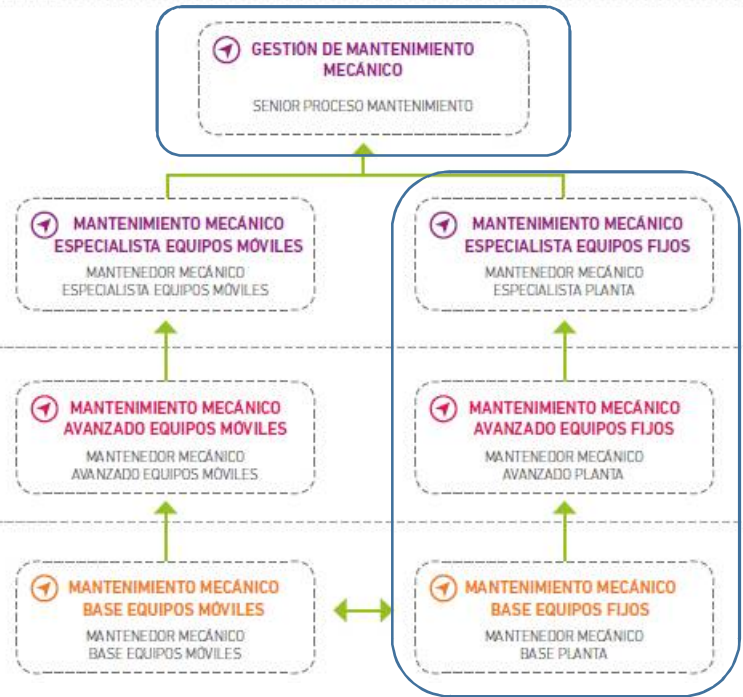 GESTIÓN DE MANTENIMIENTO
MECÁNICO
SENIOR PROCESO MANTENIMIENTO
MANTENIMIENTO MECÁNICO
ESPECIALISTA EQUIPOS MÓVILES
MANTENEDOR MECÁNICO
ESPECIALISTA EQUIPOS MÓVILES
MANTENIMIENTO MECÁNICO
ESPECIALISTA EQUIPOS FIJOS
MANTENEDOR MECÁNICO
ESPECIALISTA PLANTA
MANTENIMIENTO MECÁNICO
AVANZADO EQUIPOS MÓVILES
MANTENEDOR MECÁNICO
AVANZADO EQUIPOS MÓVILES
MANTENIMIENTO MECÁNICO
AVANZADO EQUIPOS FIJOS
MANTENEDOR MECÁNICO
AVANZADO PLANTA
MANTENIMIENTO MECÁNICO
BASE EQUIPOS MÓVILES
MANTENEDOR MECÁNICO
BASE EQUIPOS MÓVILES
MANTENIMIENTO MECÁNICO
BASE EQUIPOS FIJOS
MANTENEDOR MECÁNICO
BASE PLANTA